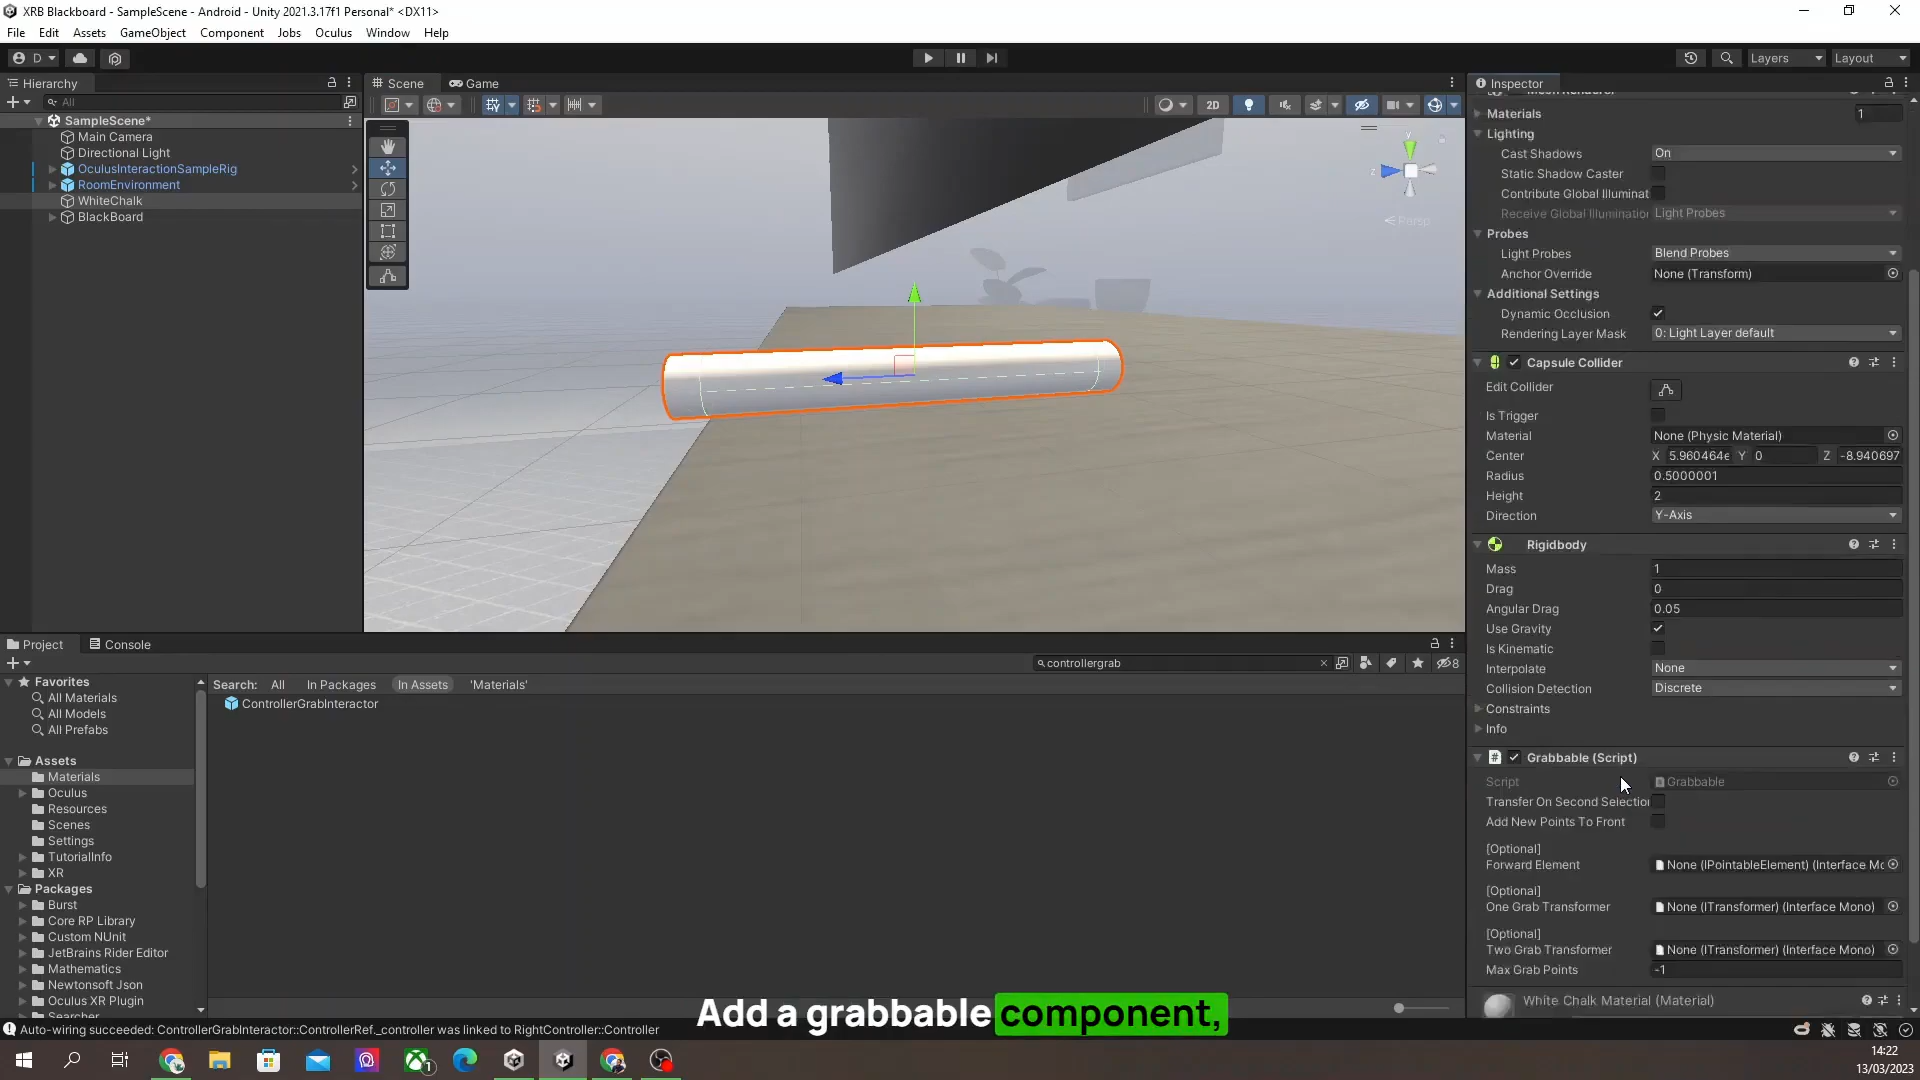 XRB Blackboard - SampleScene - Android - Unity 2021.3.17f1 Personal* <DX11>
File Edit Assets GameObject Component Jobs Oculus Window Help
D
Layers Layout
Hierarchy
All
SampleScene*
Main Camera
Directional Light
OculusInteractionSampleRig
RoomEnvironment
WhiteChalk
BlackBoard
Scene Game
2D
y
z
Persp
Inspector
Materials 1
Lighting
Cast Shadows On
Static Shadow Caster
Contribute Global Illuminat
Receive Global Illumination Light Probes
Probes
Light Probes Blend Probes
Anchor Override None (Transform)
Additional Settings
Dynamic Occlusion
Rendering Layer Mask 0: Light Layer default
Capsule Collider
Edit Collider
Is Trigger
Material None (Physic Material)
Center X 5.960464e Y 0 Z -8.940697
Radius 0.5000001
Height 2
Direction Y-Axis
Rigidbody
Mass 1
Drag 0
Angular Drag 0.05
Use Gravity
Is Kinematic
Interpolate None
Collision Detection Discrete
Constraints
Info
Grabbable (Script)
Script Grabbable
Transfer On Second Selection
Add New Points To Front
[Optional]
Forward Element None (IPointableElement) (Interface Mc
[Optional]
One Grab Transformer None (ITransformer) (Interface Mono)
[Optional]
Two Grab Transformer None (ITransformer) (Interface Mono)
Max Grab Points -1
White Chalk Material (Material)
Project Console
controllergrab
8
Favorites
All Materials
All Models
All Prefabs
Assets
Materials
Oculus
Resources
Scenes
Settings
TutorialInfo
XR
Packages
Burst
Core RP Library
Custom NUnit
JetBrains Rider Editor
Mathematics
Newtonsoft Json
Oculus XR Plugin
Searcher
Search: All In Packages In Assets 'Materials'
ControllerGrabInteractor
Add a grabbable component,
Auto-wiring succeeded: ControllerGrabInteractor::ControllerRef._controller was linked to RightController::Controller
1
14:22
13/03/2023